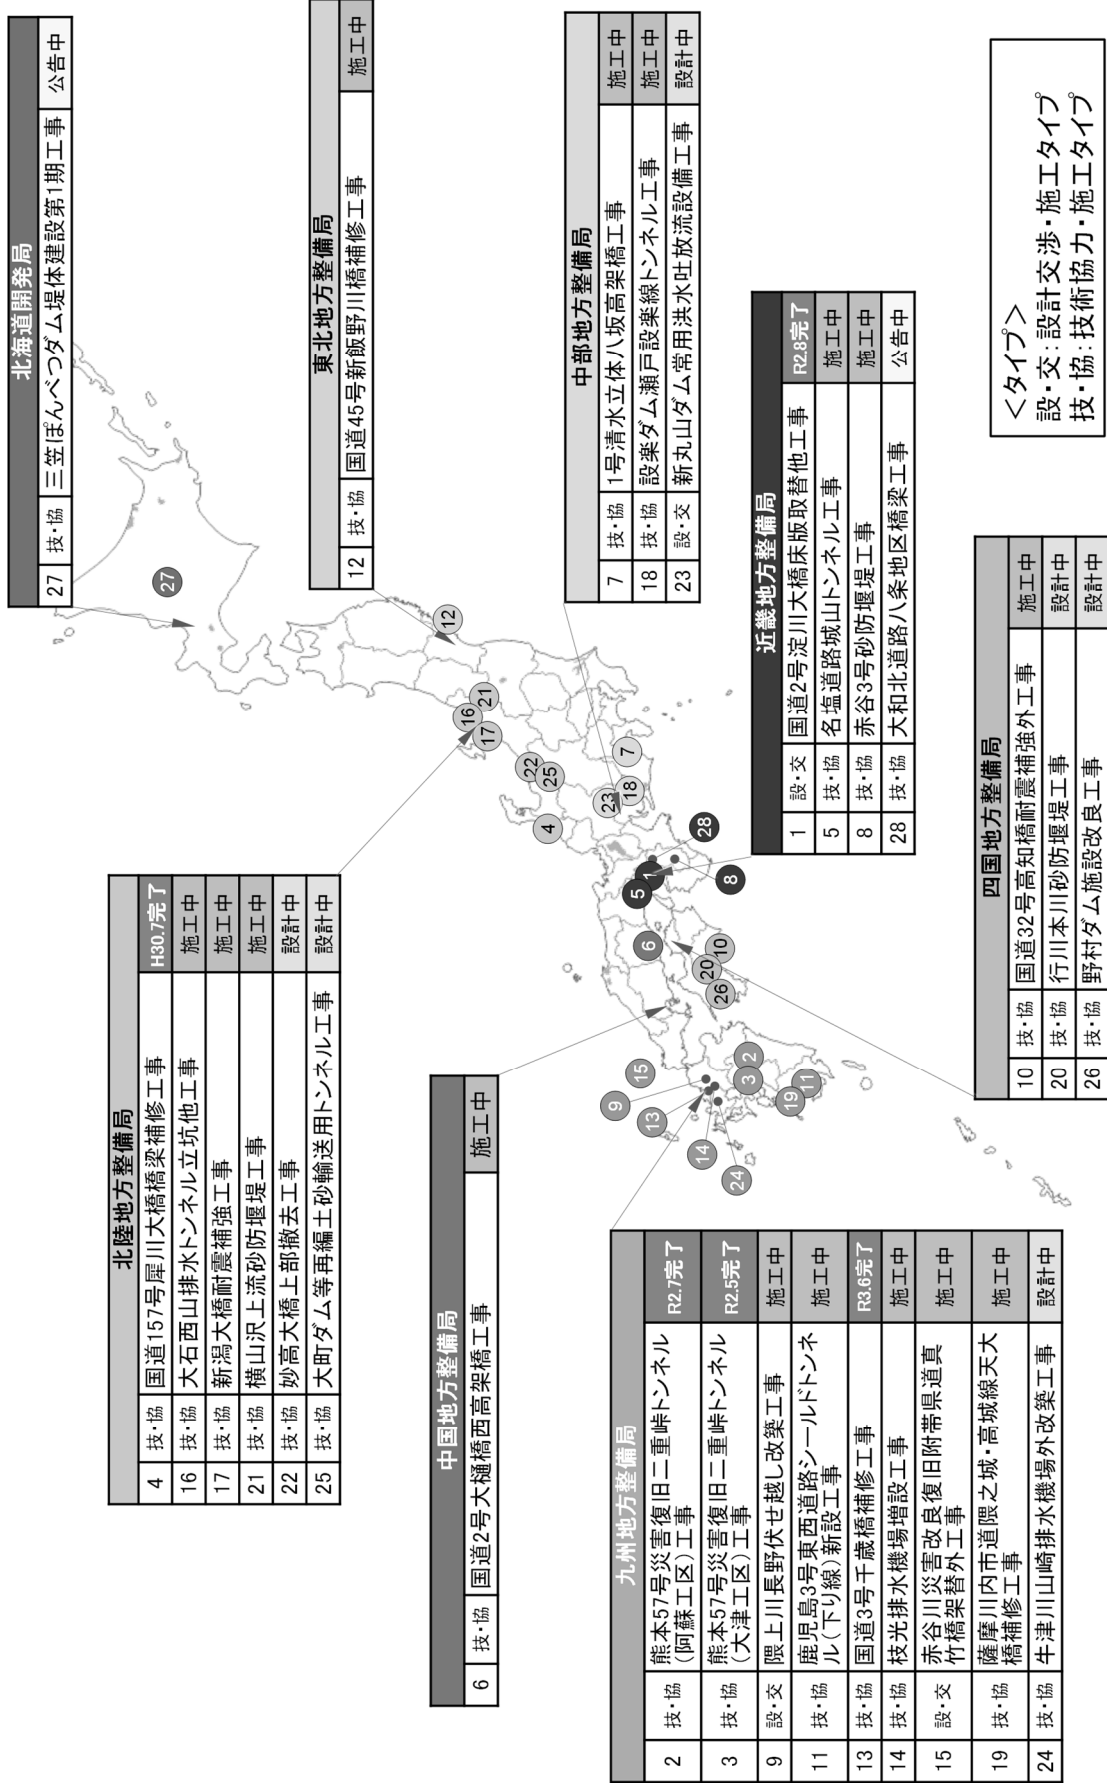 北海道開発局
27 技・協 三笠ぽんべつダム堤体建設第1期工事 公告中
東北地方整備局
12 技・協 国道45号新飯野川橋補修工事 施工中
中部地方整備局
7 技・協 1号清水立体八坂高架橋工事 施工中
18 技・協 設楽ダム瀬戸設楽線トンネル工事 施工中
23 設・交 新丸山ダム常用洪水吐放流設備工事 設計中
近畿地方整備局
1 設・交 国道2号淀川大橋床版取替他工事 R2.8完了
5 技・協 名塩道路城山トンネル工事 施工中
8 技・協 赤谷3号砂防堰堤工事 施工中
28 技・協 大和北道路八条地区橋梁工事 公告中
＜タイプ＞
設・交:設計交渉・施工タイプ
技・協:技術協力・施工タイプ
四国地方整備局
10 技・協 国道32号高知橋耐震補強外工事 施工中
20 技・協 行川本川砂防堰堤工事 設計中
26 技・協 野村ダム施設改良工事 設計中
北陸地方整備局
4 技・協 国道157号犀川大橋橋梁補修工事 H30.7完了
16 技・協 大石西山排水トンネル立坑他工事 施工中
17 技・協 新潟大橋耐震補強工事 施工中
21 技・協 横山沢上流砂防堰堤工事 施工中
22 技・協 妙高大橋上部撤去工事 設計中
25 技・協 大町ダム等再編土砂輸送用トンネル工事 設計中
中国地方整備局
6 技・協 国道2号大樋橋西高架橋工事 施工中
九州地方整備局
2 技・協 熊本57号災害復旧二重峠トンネル R2.7完了
(阿蘇工区)工事
3 技・協 熊本57号災害復旧二重峠トンネル R2.5完了
(大津工区)工事
9 設・交 隈上川長野伏せ越し改築工事 施工中
11 技・協 鹿児島3号東西道路シールドトンネ 施工中
ル(下り線)新設工事
13 技・協 国道3号千歳橋補修工事 R3.6完了
14 技・協 枝光排水機場増設工事 施工中
15 設・交 赤谷川災害改良復旧附帯県道真 施工中
竹橋架替外工事
19 技・協 薩摩川内市道隈之城・高城線天大 施工中
橋補修工事
24 技・協 牛津川山崎排水機場外改築工事 設計中
27
12
16
21
17
22
25
7
23
18
4
28
1
5
8
6
10
20
26
15
9
2
3
13
11
19
14
24